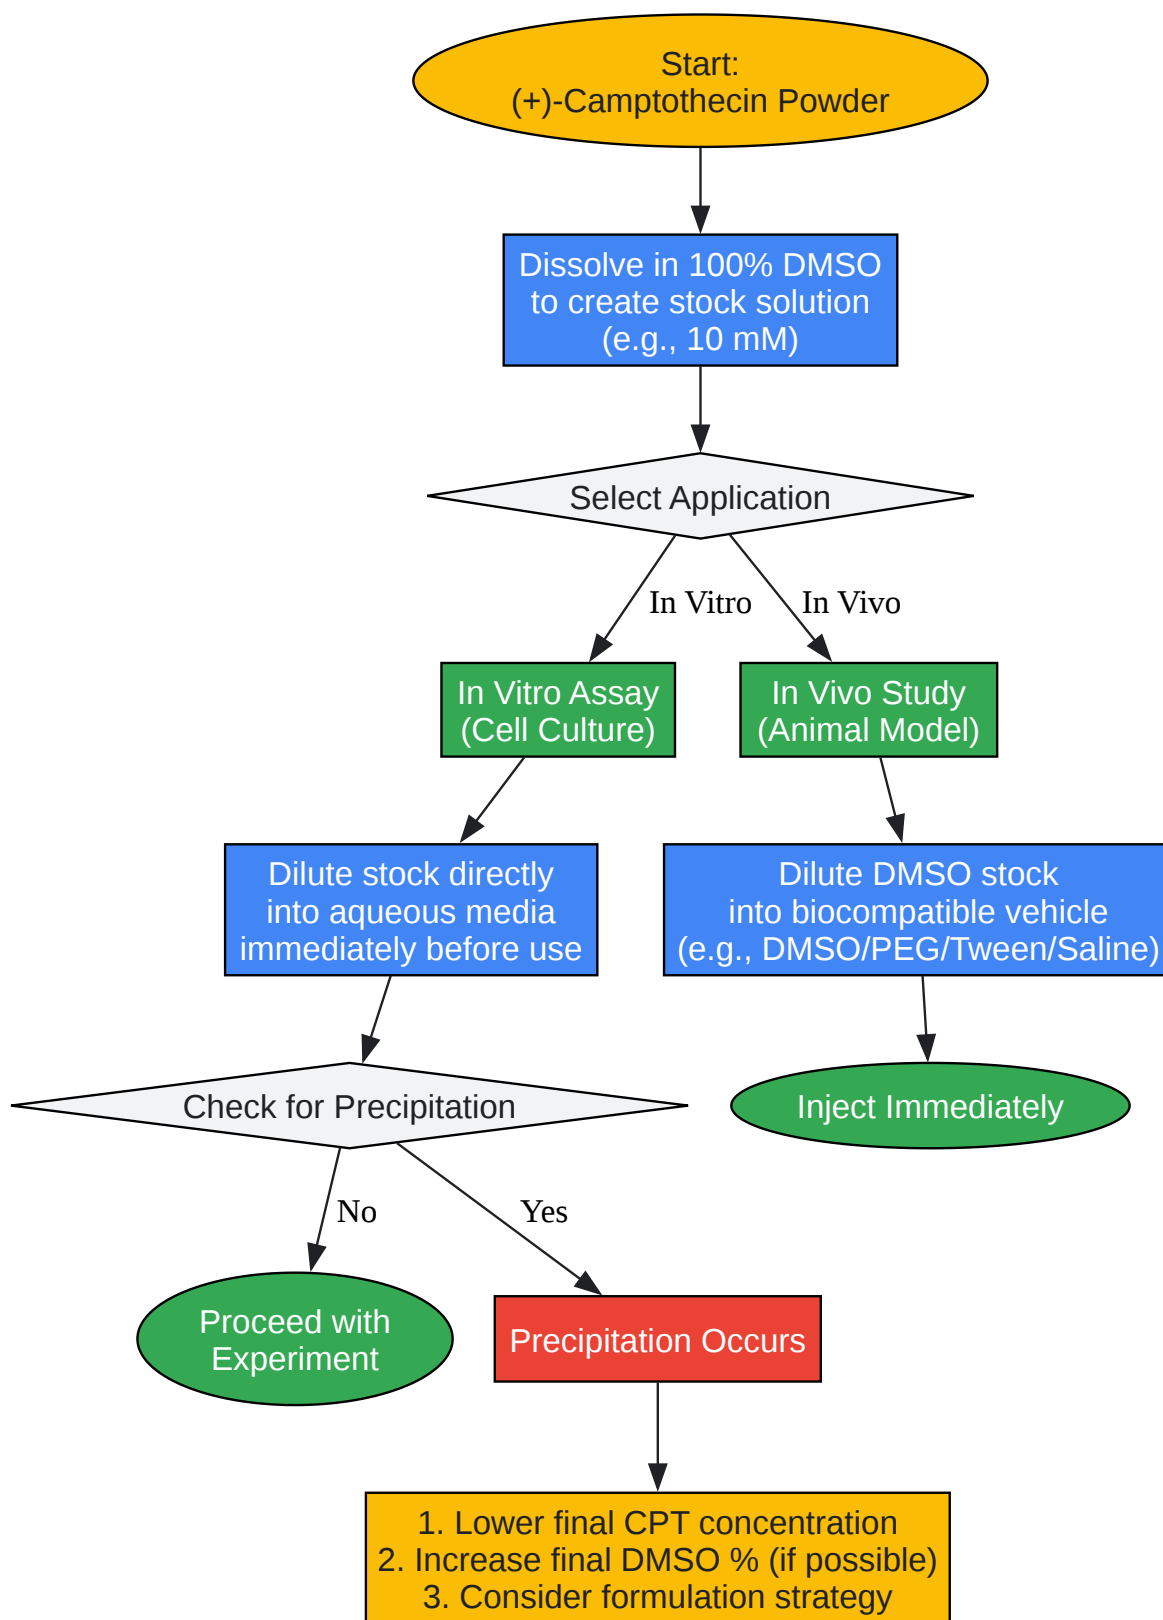 Start:
(+)-Camptothecin Powder
Dissolve in 100% DMSO
to create stock solution
(e.g., 10 mM)
Select Application
In Vitro
In Vivo
In Vitro Assay
(Cell Culture)
In Vivo Study
(Animal Model)
Dilute stock directly
into aqueous media
immediately before use
Dilute DMSO stock
into biocompatible vehicle
(e.g., DMSO/PEG/Tween/Saline)
Check for Precipitation
Inject Immediately
No
Yes
Proceed with
Experiment
Precipitation Occurs
1. Lower final CPT concentration
2. Increase final DMSO % (if possible)
3. Consider formulation strategy